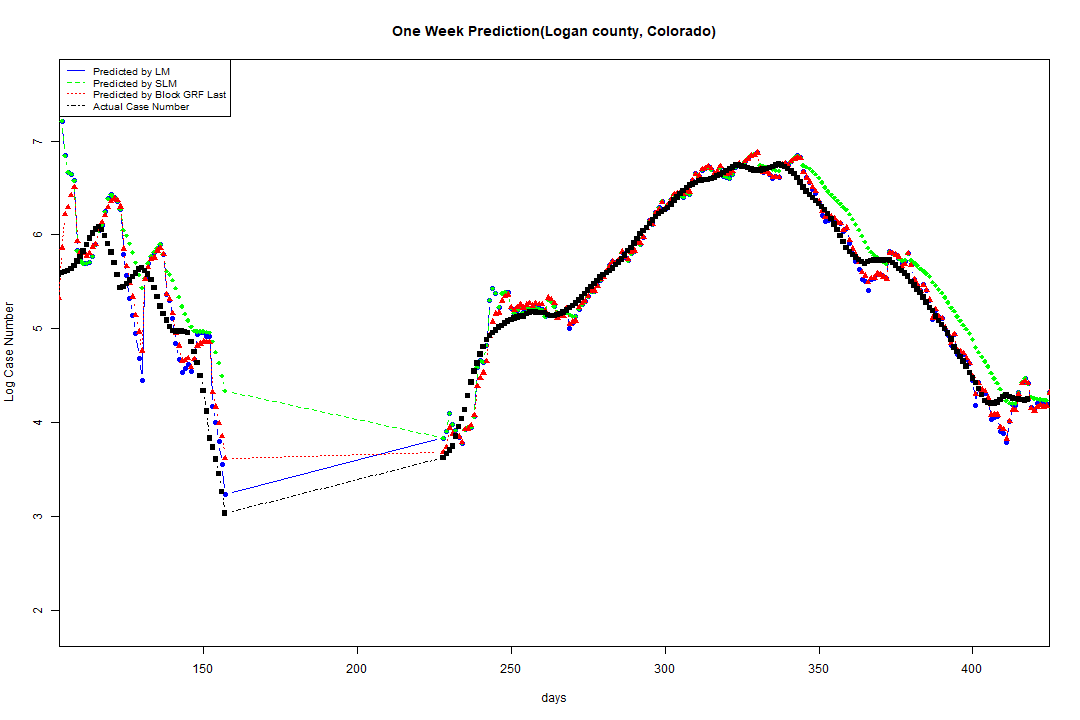 One Week Prediction(Logan county, Colorado)
Predicted by LM
Predicted by SLM
Predicted by Block GRF Last
Actual Case Number
7
6
5
4
3
2
Log Case Number
150 200 250 300 350 400
days